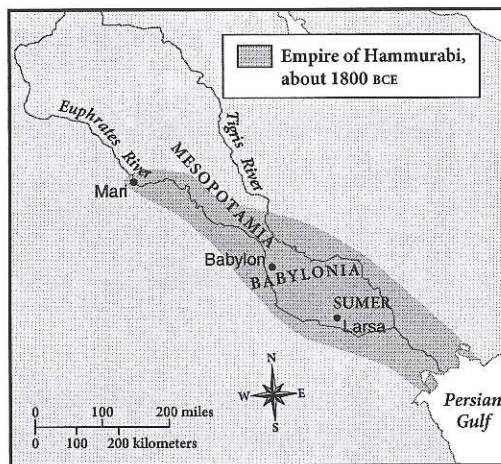 Empire of Hammurabi,
about 1800 BCE
Euphrates River
Tigris River
MESOPOTAMIA
Mari
Babylon
BABYLONIA
SUMER
Larsa
N
W E
S
Persian
Gulf
0 100 200 miles
0 100 200 kilometers